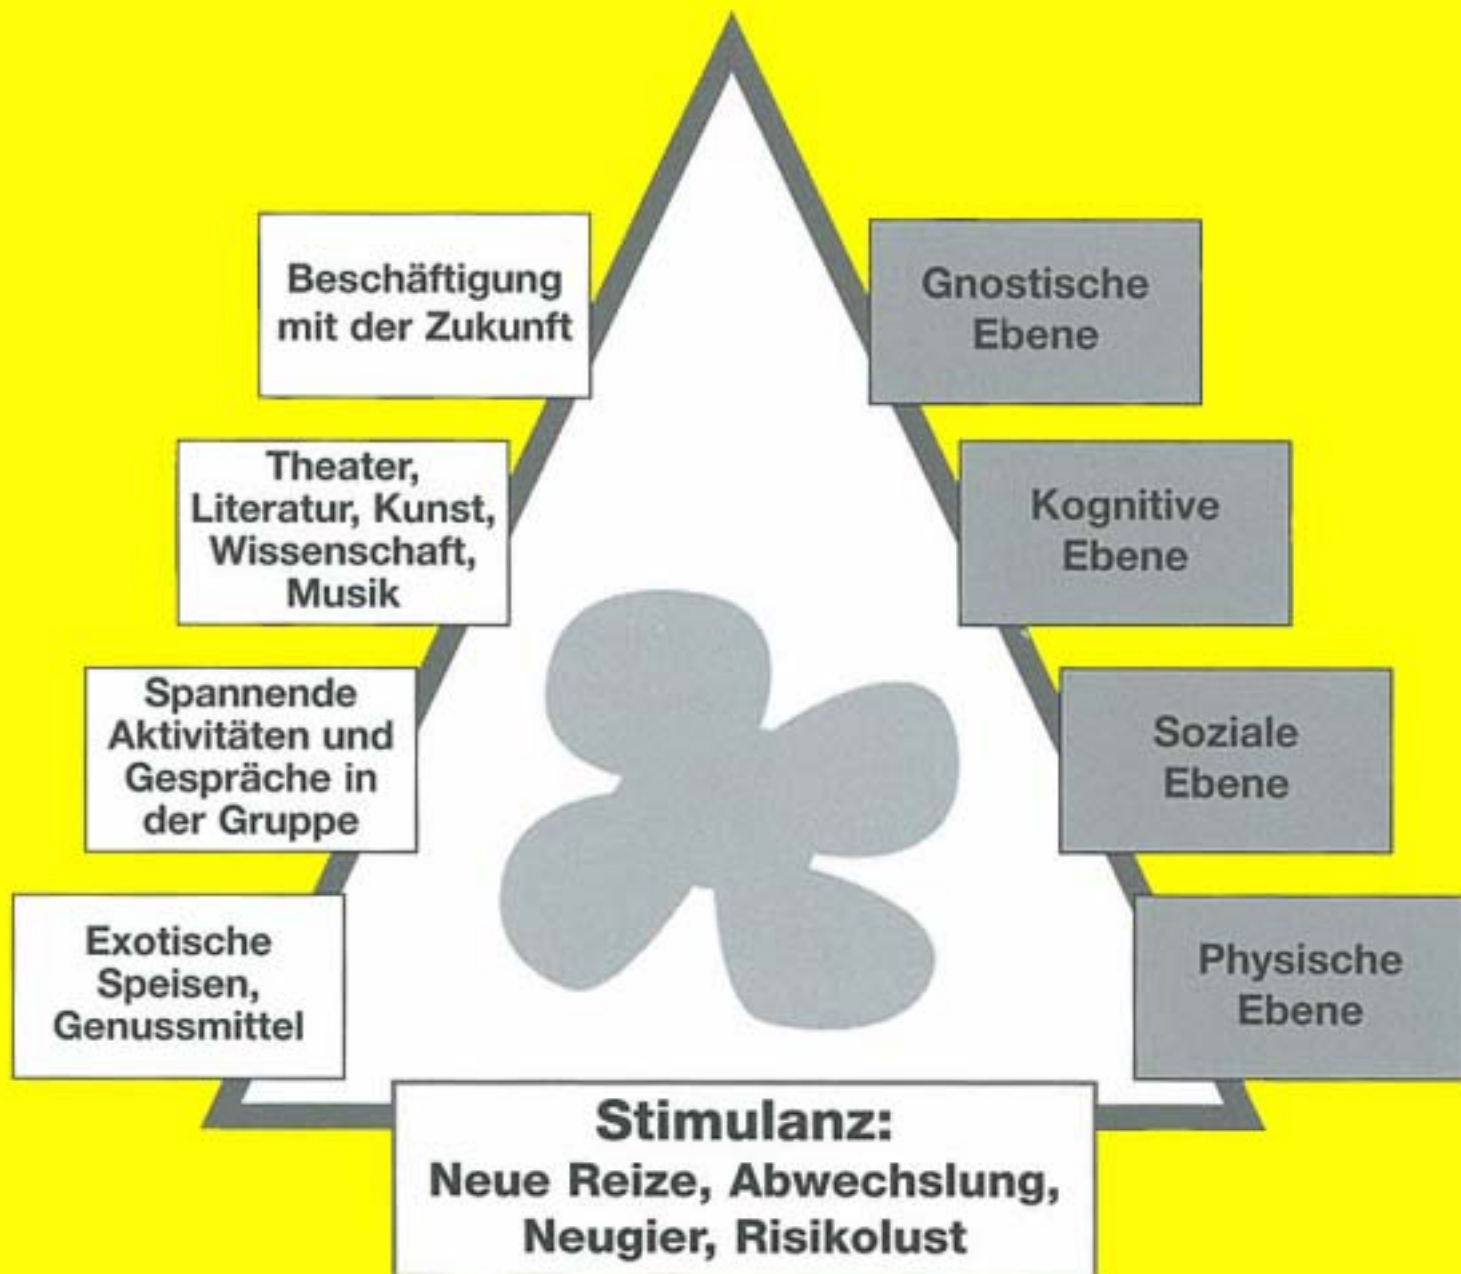 Beschäftigung
mit der Zukunft
Gnostische
Ebene
Theater,
Literatur, Kunst,
Wissenschaft,
Musik
Kognitive
Ebene
Spannende
Aktivitäten und
Gespräche in
der Gruppe
Soziale
Ebene
Exotische
Speisen,
Genussmittel
Physische
Ebene
Stimulanz:
Neue Reize, Abwechslung,
Neugier, Risikolust